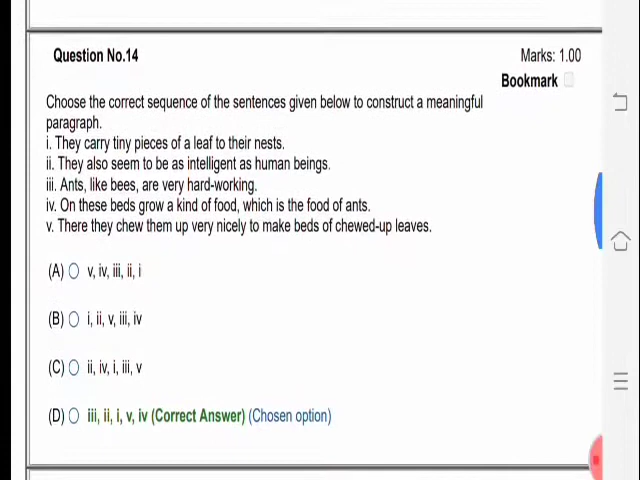 Question No.14
Marks: 1.00
Bookmark
Choose the correct sequence of the sentences given below to construct a meaningful
paragraph.
i. They carry tiny pieces of a leaf to their nests.
ii. They also seem to be as intelligent as human beings.
iii. Ants, like bees, are very hard-working.
iv. On these beds grow a kind of food, which is the food of ants.
v. There they chew them up very nicely to make beds of chewed-up leaves.
(A) v, iv, iii, ii, i
(B) i, ii, v, iii, iv
(C) ii, iv, i, iii, v
(D) iii, ii, i, v, iv (Correct Answer) (Chosen option)